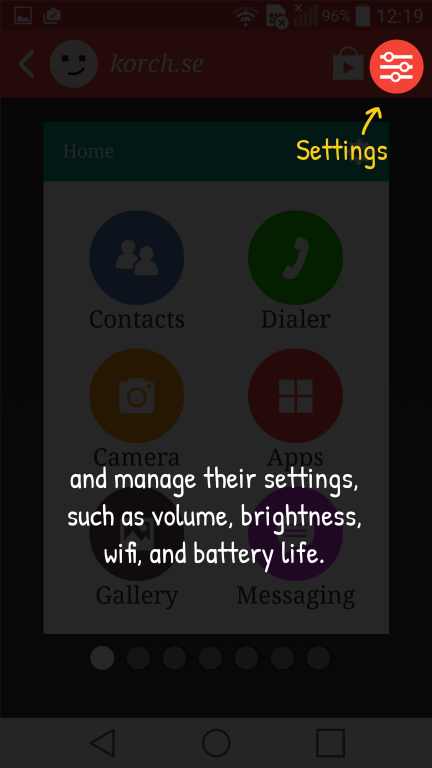 96% 12:19
korch.se
Settings
Home
Contacts Dialer
Camera Apps
and manage their settings,
such as volume, brightness,
wifi, and battery life.
Gallery Messaging